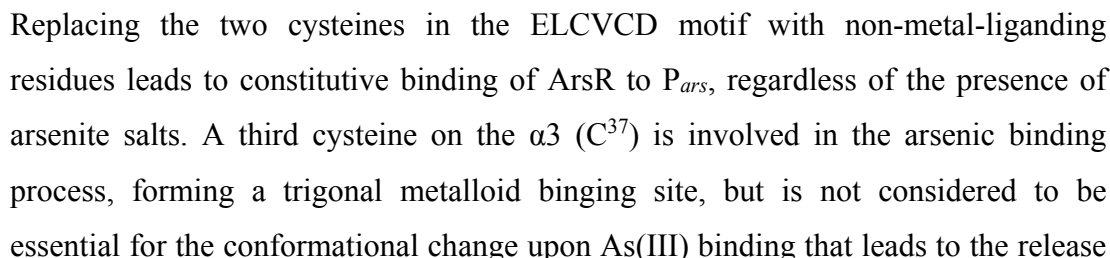 Replacing the two cysteines in the ELCVCD motif with non-metal-liganding
residues leads to constitutive binding of ArsR to Pars, regardless of the presence of
arsenite salts. A third cysteine on the α3 (C37) is involved in the arsenic binding
process, forming a trigonal metalloid binging site, but is not considered to be
essential for the conformational change upon As(III) binding that leads to the release